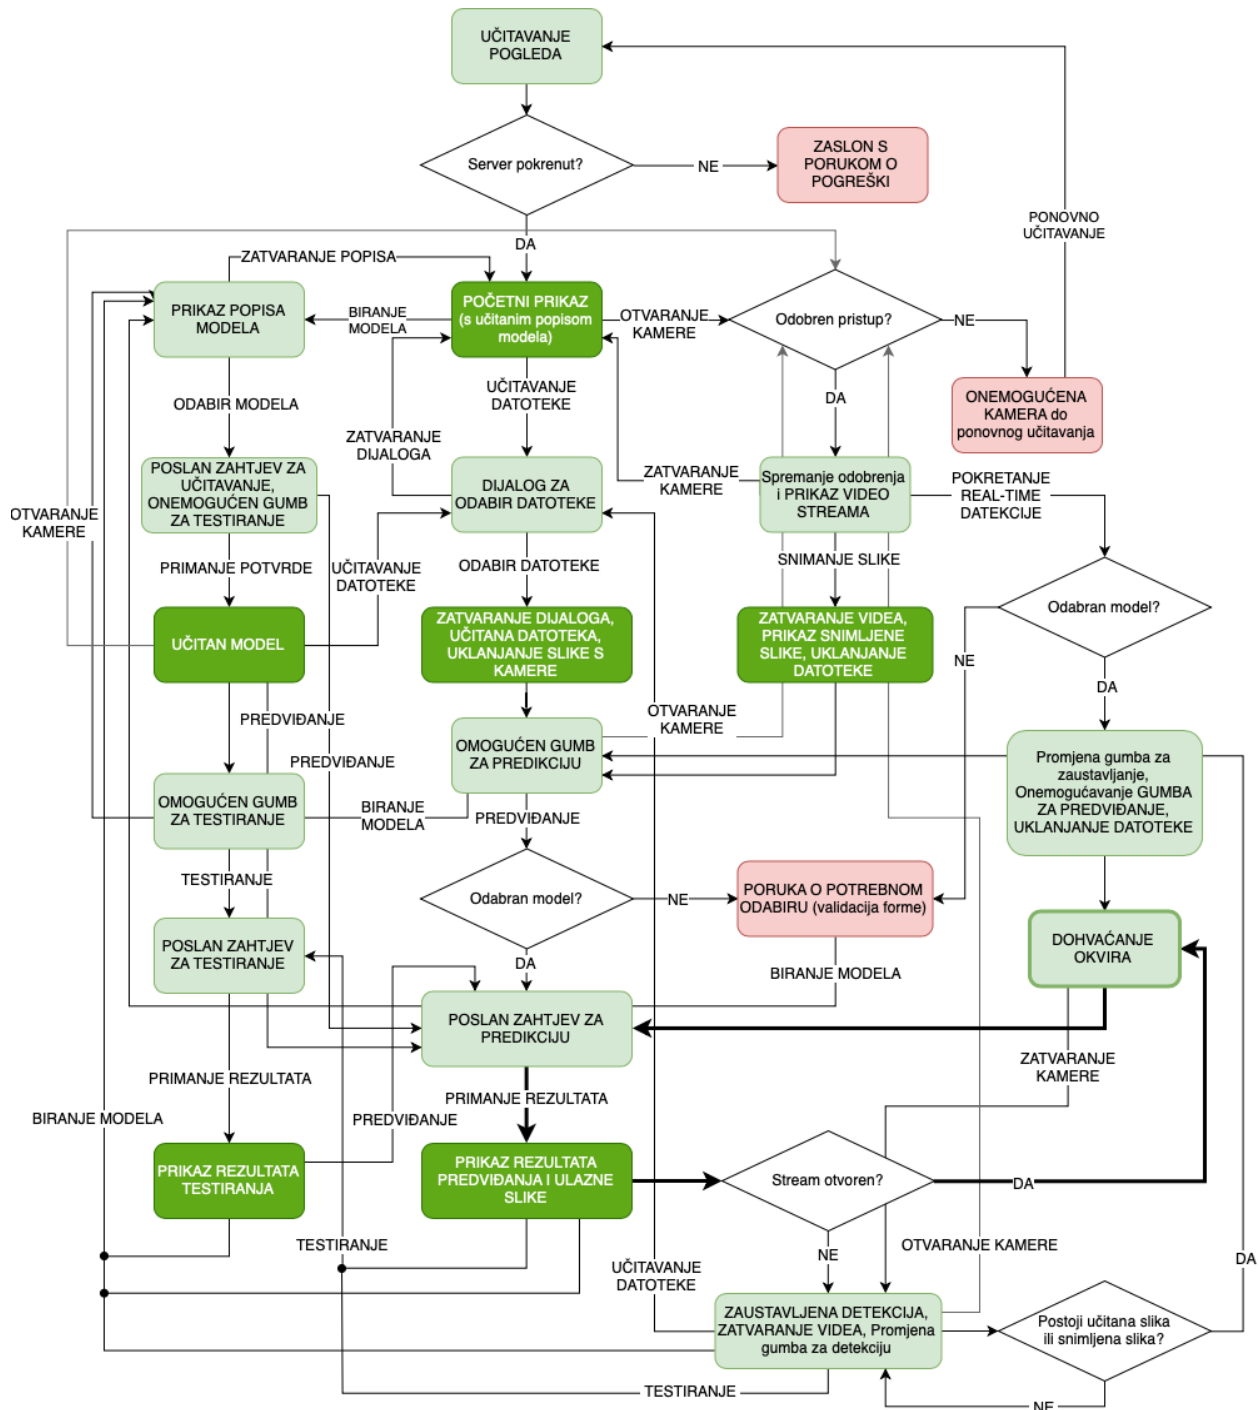 UČITAVANJE
POGLEDA
Server pokrenut?
NE
ZASLON S
PORUKOM O
POGREŠKI
PONOVNO
UČITAVANJE
DA
ZATVARANJE POPISA
PRIKAZ POPISA
MODELA
BIRANJE
MODELA
POČETNI PRIKAZ
(s učitanim popisom
modela)
OTVARANJE
KAMERE
Odobren pristup?
NE
ONEMOGUĆENA
KAMERA do
ponovnog učitavanja
ODABIR MODELA
UČITAVANJE
DATOTEKE
DA
ZATVARANJE
DIJALOGA
POSLAN ZAHTJEV ZA
UČITAVANJE,
ONEMOGUĆEN GUMB
ZA TESTIRANJE
DIJALOG ZA
ODABIR DATOTEKE
ZATVARANJE
KAMERE
Spremanje odobrenja
i PRIKAZ VIDEO
STREAMA
POKRETANJE
REAL-TIME
DATEKCIJE
OTVARANJE
KAMERE
PRIMANJE POTVRDE
UČITAVANJE
DATOTEKE
ODABIR DATOTEKE
SNIMANJE SLIKE
Odabran model?
UČITAN MODEL
ZATVARANJE DIJALOGA,
UČITANA DATOTEKA,
UKLANJANJE SLIKE S
KAMERE
ZATVARANJE VIDEA,
PRIKAZ SNIMLJENE
SLIKE, UKLANJANJE
DATOTEKE
NE
DA
PREDVIĐANJE
OTVARANJE
KAMERE
PREDVIĐANJE
OMOGUĆEN GUMB
ZA PREDIKCIJU
Promjena gumba za
zaustavljanje,
Onemogućavanje GUMBA
ZA PREDVIĐANJE,
UKLANJANJE DATOTEKE
OMOGUĆEN GUMB
ZA TESTIRANJE
BIRANJE
MODELA
PREDVIĐANJE
TESTIRANJE
Odabran model?
NE
PORUKA O POTREBNOM
ODABIRU (validacija forme)
POSLAN ZAHTJEV
ZA TESTIRANJE
DA
BIRANJE MODELA
DOHVAĆANJE
OKVIRA
POSLAN ZAHTJEV ZA
PREDIKCIJU
ZATVARANJE
KAMERE
PRIMANJE REZULTATA
PRIMANJE REZULTATA
BIRANJE MODELA
PREDVIĐANJE
PRIKAZ REZULTATA
TESTIRANJA
PRIKAZ REZULTATA
PREDVIĐANJA I ULAZNE
SLIKE
Stream otvoren?
DA
TESTIRANJE
NE
OTVARANJE KAMERE
DA
UČITAVANJE
DATOTEKE
ZAUSTAVLJENA DETEKCIJA,
ZATVARANJE VIDEA, Promjena
gumba za detekciju
Postoji učitana slika
ili snimljena slika?
TESTIRANJE
NE